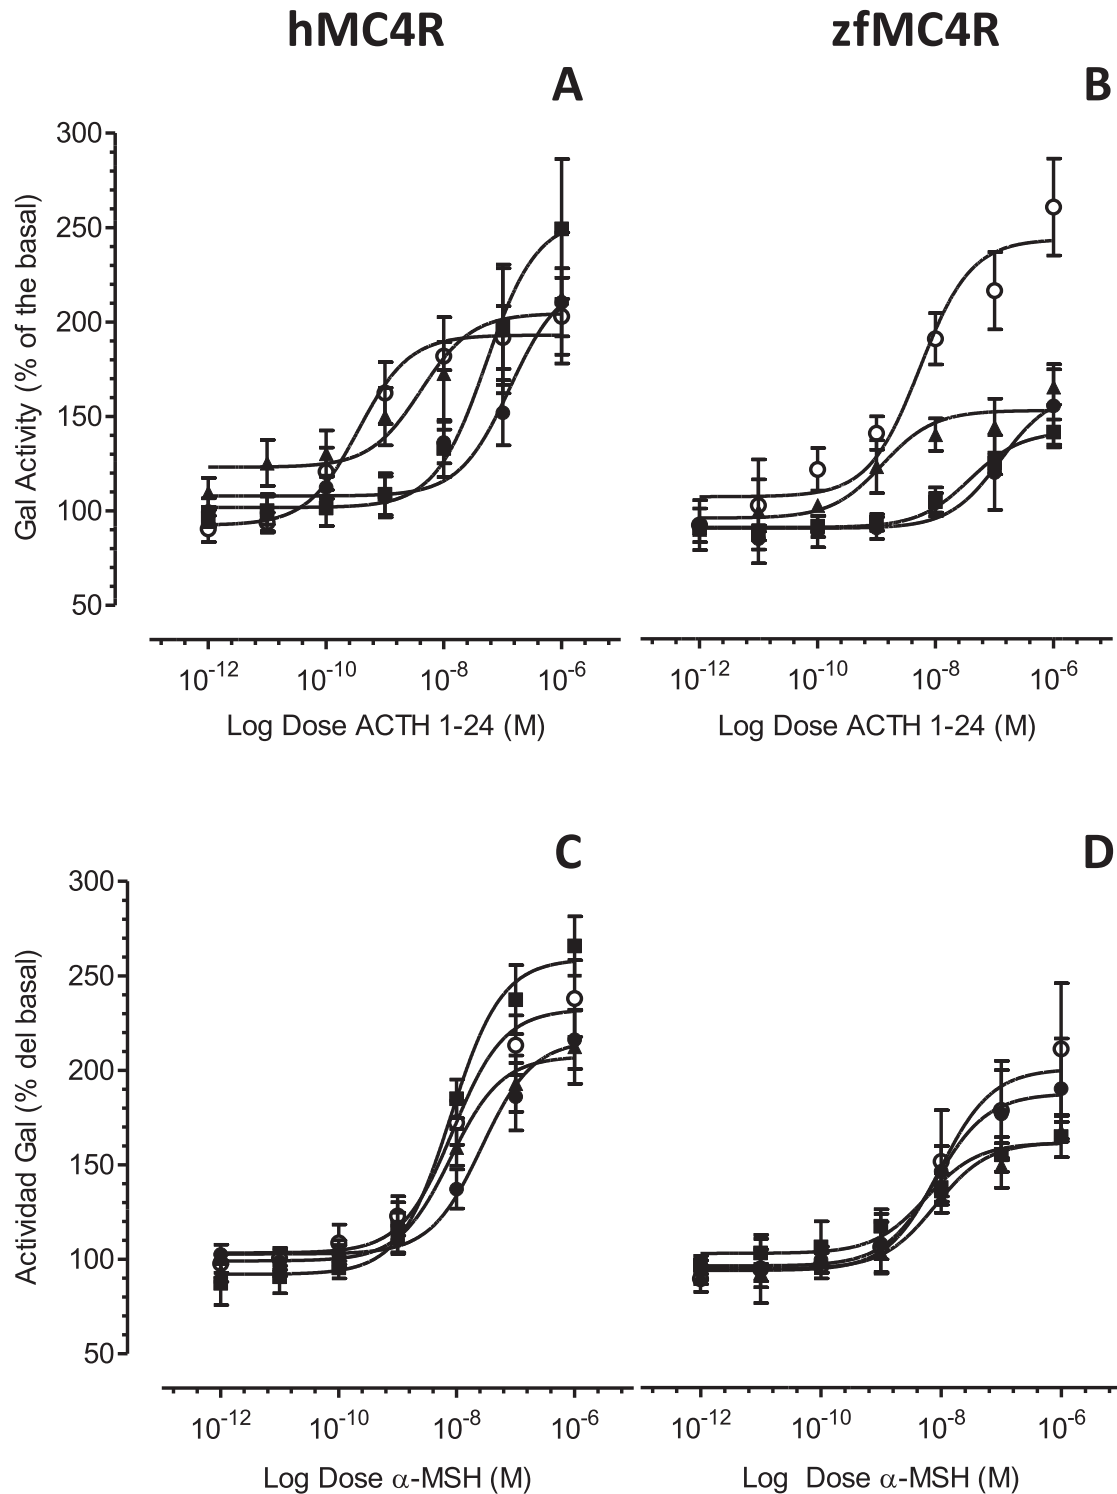 hMC4R
zfMC4R
A
B
Gal Activity (% of the basal)
300
250
200
150
100
50
10-12
10-10
10-8
10-6
10-12
10-10
10-8
10-6
Log Dose ACTH 1-24 (M)
Log Dose ACTH 1-24 (M)
C
D
Actividad Gal (% del basal)
300
250
200
150
100
50
10-12
10-10
10-8
10-6
10-12
10-10
10-8
10-6
Log Dose α-MSH (M)
Log Dose α-MSH (M)